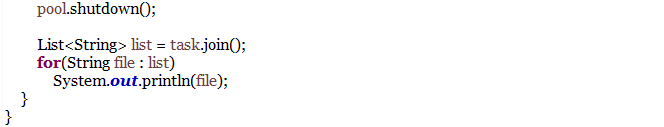 pool.shutdown();
List<String> list = task.join();
for(String file : list)
System.out.println(file);
}
}